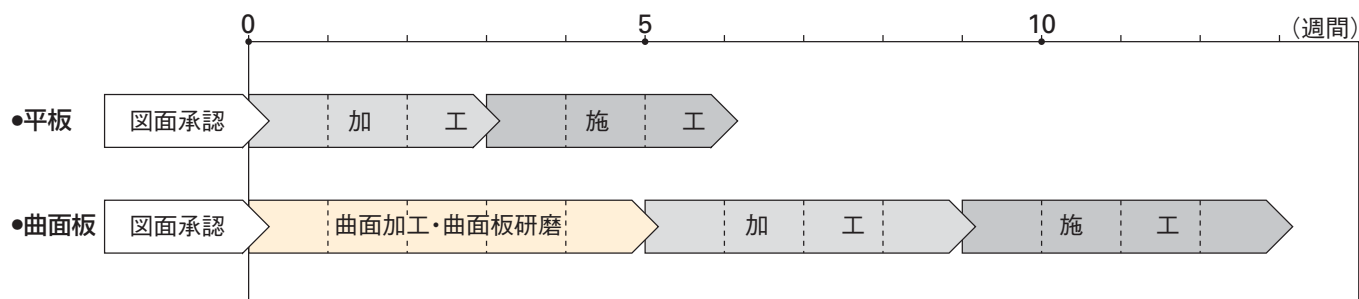 0 5 10 (週間)
●平板 図面承認 加工 施工
●曲面板 図面承認 曲面加工・曲面板研磨 加工 施工